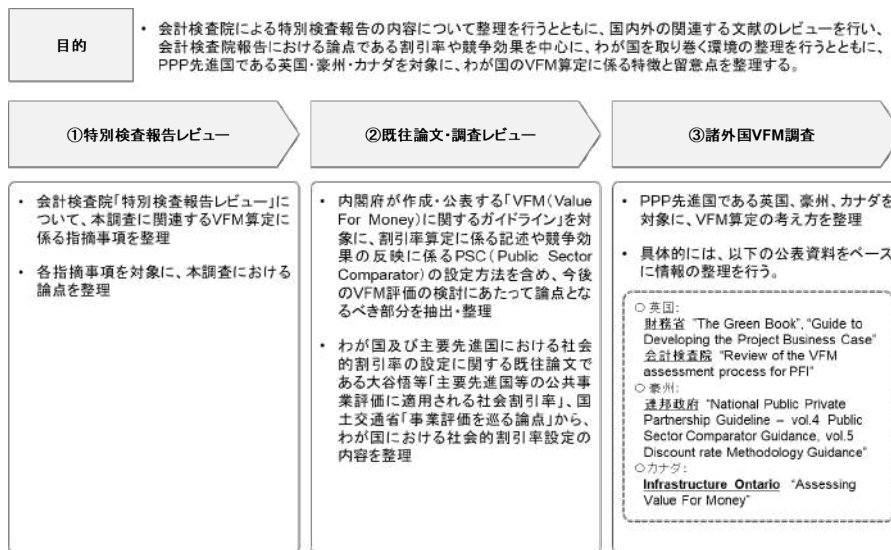 目的
• 会計検査院による特別検査報告の内容について整理を行うとともに、国内外の関連する文献のレビューを行い、
会計検査院報告における論点である割引率や競争効果を中心に、わが国を取り巻く環境の整理を行うとともに、
PPP先進国である英国・豪州・カナダを対象に、わが国のVFM算定に係る特徴と留意点を整理する。
①特別検査報告レビュー
• 会計検査院「特別検査報告レビュー」に
ついて、本調査に関連するVFM算定に
係る指摘事項を整理
• 各指摘事項を対象に、本調査における
論点を整理
②既往論文・調査レビュー
• 内閣府が作成・公表する「VFM（Value
For Money）に関するガイドライン」を対
象に、割引率算定に係る記述や競争効
果の反映に係るPSC（Public Sector
Comparator）の設定方法を含め、今後
のVFM評価の検討にあたって論点とな
るべき部分を抽出・整理
• わが国及び主要先進国における社会
的割引率の設定に関する既往論文で
ある大谷悟等「主要先進国等の公共事
業評価に適用される社会割引率」、国
土交通省「事業評価を巡る論点」から、
わが国における社会的割引率設定の
内容を整理
③諸外国VFM調査
• PPP先進国である英国、豪州、カナダを
対象に、VFM算定の考え方を整理
• 具体的には、以下の公表資料をベース
に情報の整理を行う。
○英国：
財務省 "The Green Book", "Guide to
Developing the Project Business Case"
会計検査院 "Review of the VFM
assessment process for PFI"
○豪州：
連邦政府 "National Public Private
Partnership Guideline – vol.4 Public
Sector Comparator Guidance, vol.5
Discount rate Methodology Guidance"
○カナダ：
Infrastructure Ontario "Assessing
Value For Money"